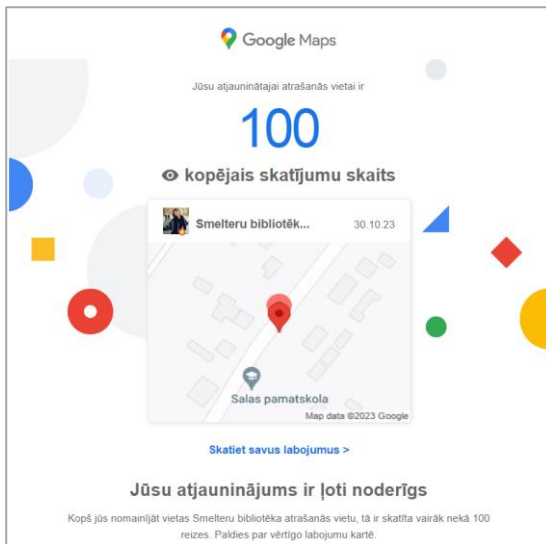 Google Maps
Jūsu atjauninātajai atrašanās vietai ir
100
kopējais skatījumu skaits
Smelteru bibliotēk... 30.10.23
Salas pamatskola
Map data ©2023 Google
Skatiet savus labojumus >
Jūsu atjauninājums ir ļoti noderīgs
Kopš jūs nomainījāt vietas Smelteru bibliotēka atrašanās vietu, tā ir skatīta vairāk nekā 100
reizes. Paldies par vērtīgo labojumu kartē.